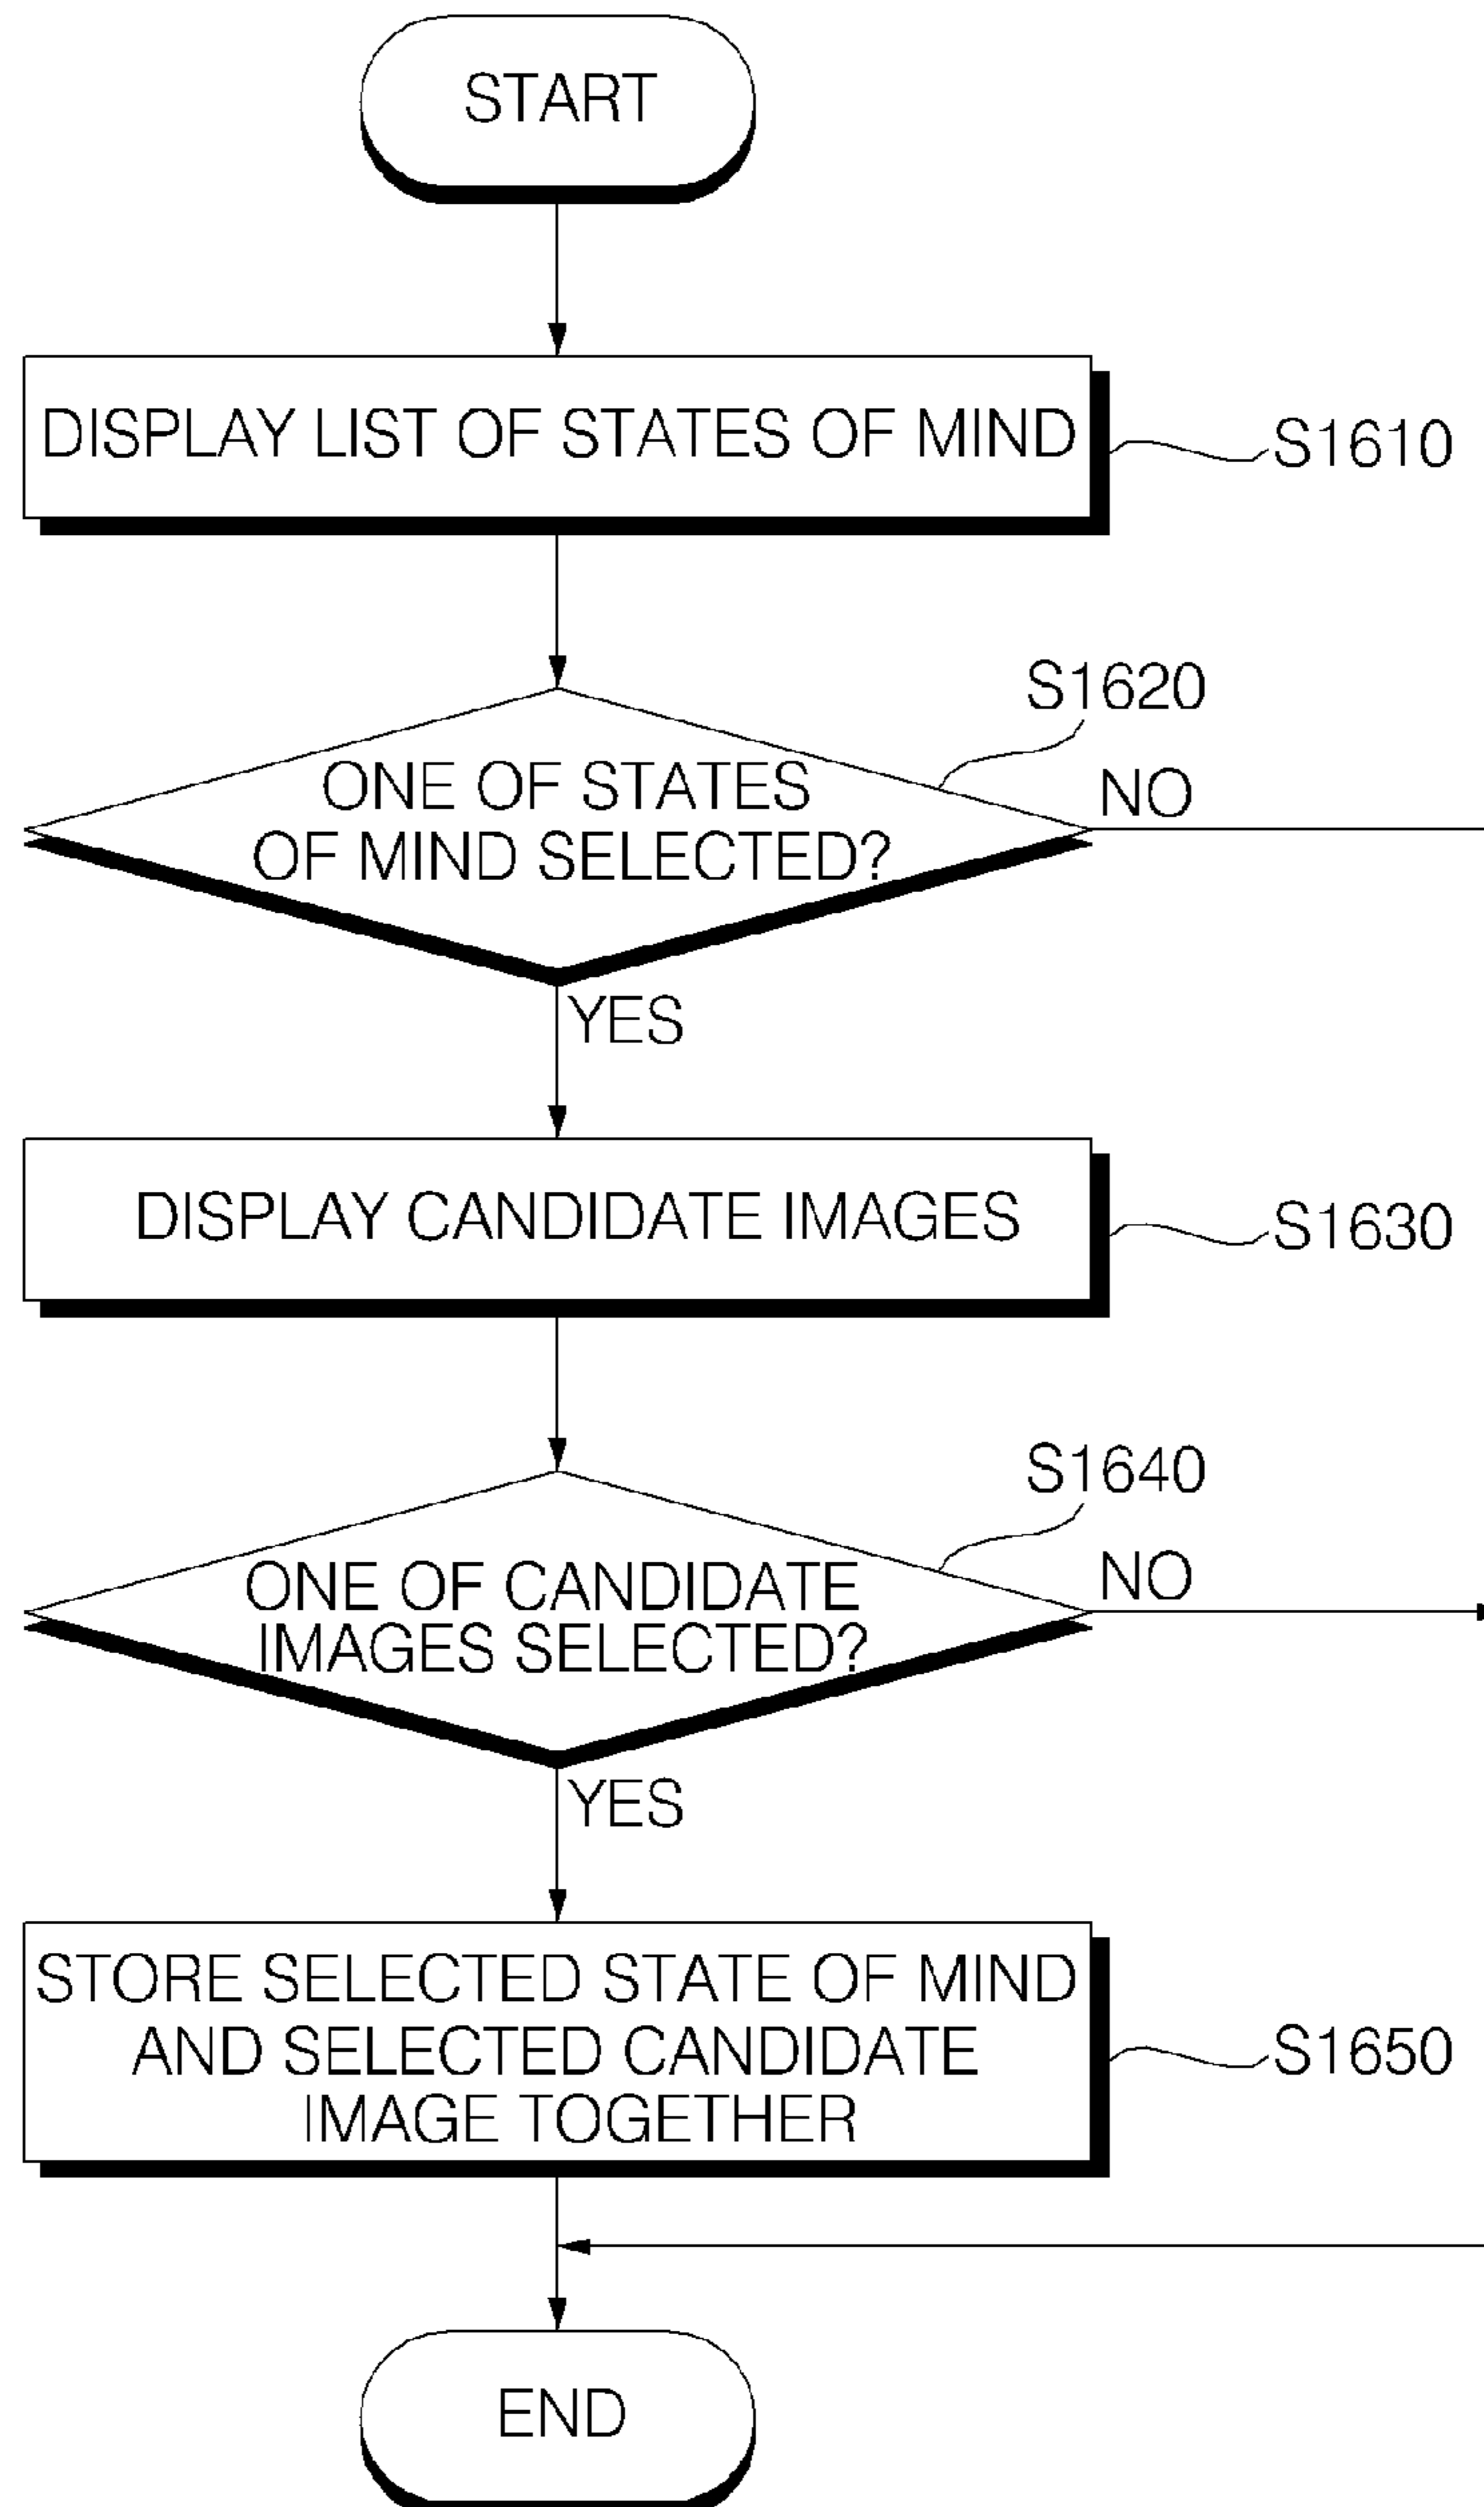 START
DISPLAY LIST OF STATES OF MIND
S1610
S1620
ONE OF STATES
OF MIND SELECTED?
NO
YES
DISPLAY CANDIDATE IMAGES
S1630
S1640
ONE OF CANDIDATE
IMAGES SELECTED?
NO
YES
STORE SELECTED STATE OF MIND
AND SELECTED CANDIDATE
IMAGE TOGETHER
S1650
END